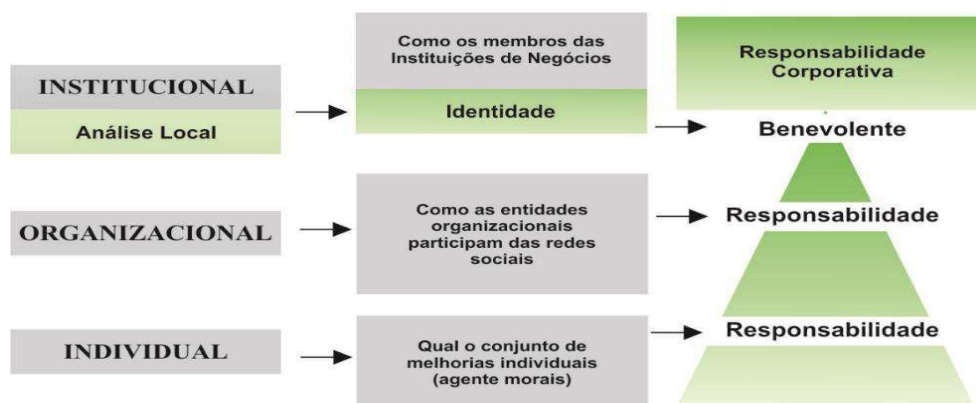 INSTITUCIONAL
Análise Local
Como os membros das
Instituições de Negócios
Identidade
Responsabilidade
Corporativa
Benevolente
ORGANIZACIONAL
Como as entidades
organizacionais
participam das redes
sociais
Responsabilidade
INDIVIDUAL
Qual o conjunto de
melhorias individuais
(agente morais)
Responsabilidade